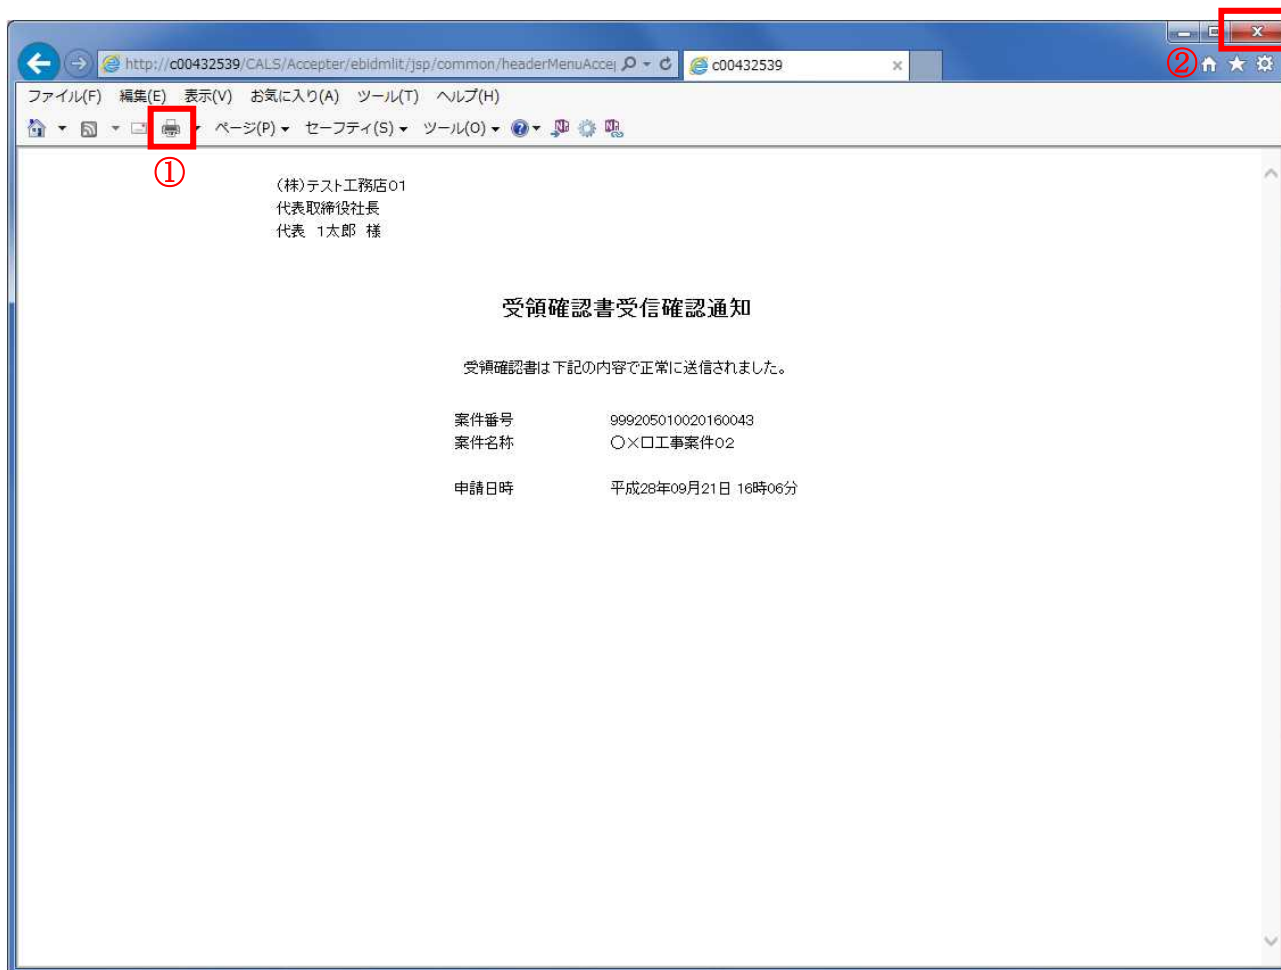 http://c00432539/CALS/Accepter/ebidmlit/jsp/common/headerMenuAccep
c00432539
②
ファイル(F) 編集(E) 表示(V) お気に入り(A) ツール(T) ヘルプ(H)
ページ(P) セーフティ(S) ツール(O)
①
(株)テスト工務店01
代表取締役社長
代表 1太郎 様
受領確認書受信確認通知
受領確認書は下記の内容で正常に送信されました。
案件番号 999205010020160043
案件名称 〇×口工事案件02
申請日時 平成28年09月21日 16時06分